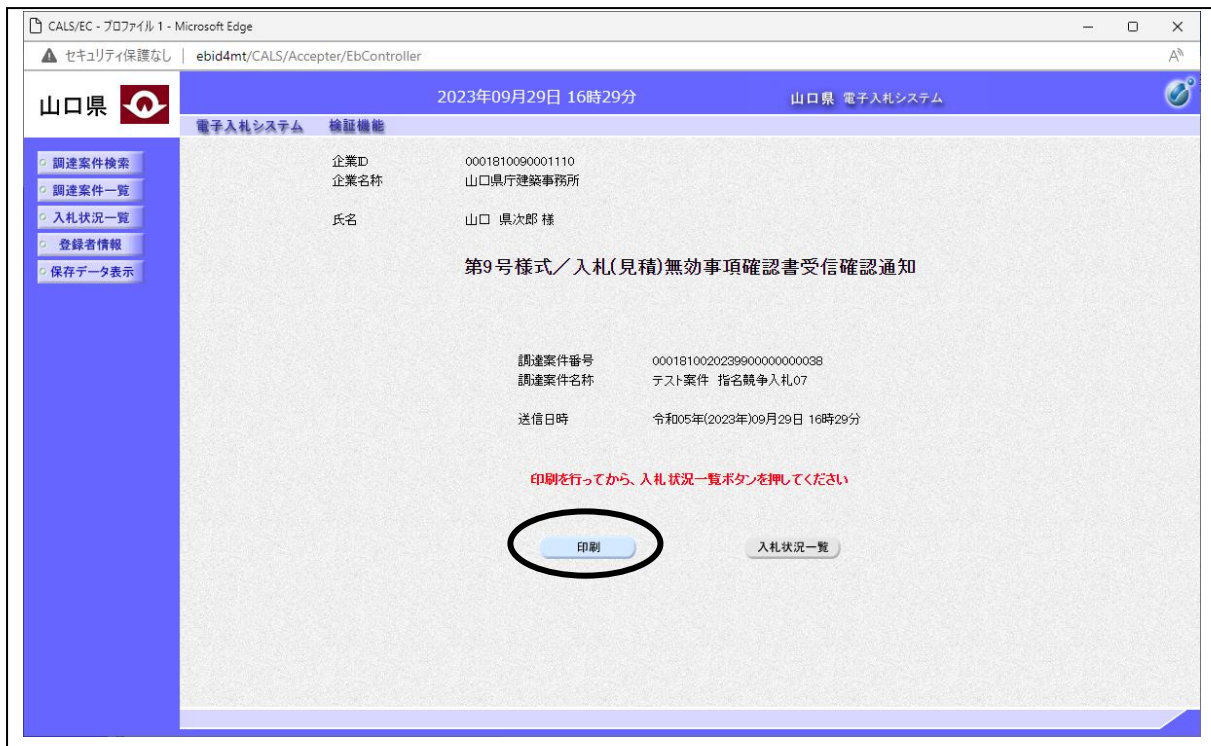 CALS/EC - プロファイル 1 - Microsoft Edge
セキュリティ保護なし | ebid4mt/CALS/Accepter/EbController
山口県
2023年09月29日 16時29分
山口県 電子入札システム
電子入札システム 検証機能
調達案件検索
調達案件一覧
入札状況一覧
登録者情報
保存データ表示
企業ID 0001810090001110
企業名称 山口県庁建築事務所
氏名 山口 県次郎 様
第9号様式／入札(見積)無効事項確認書受信確認通知
調達案件番号 0001810020239900000000038
調達案件名称 テスト案件 指名競争入札07
送信日時 令和05年(2023年)09月29日 16時29分
印刷を行ってから、入札状況一覧ボタンを押してください
印刷
入札状況一覧